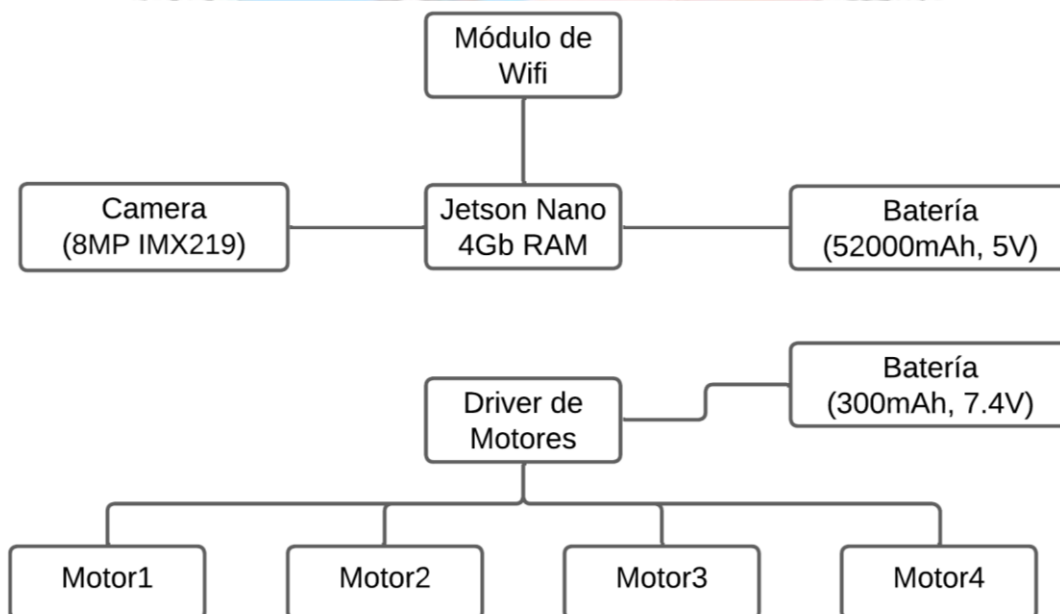 Módulo de
Wifi
Camera
(8MP IMX219)
Jetson Nano
4Gb RAM
Batería
(52000mAh, 5V)
Batería
(300mAh, 7.4V)
Driver de
Motores
Motor1
Motor2
Motor3
Motor4